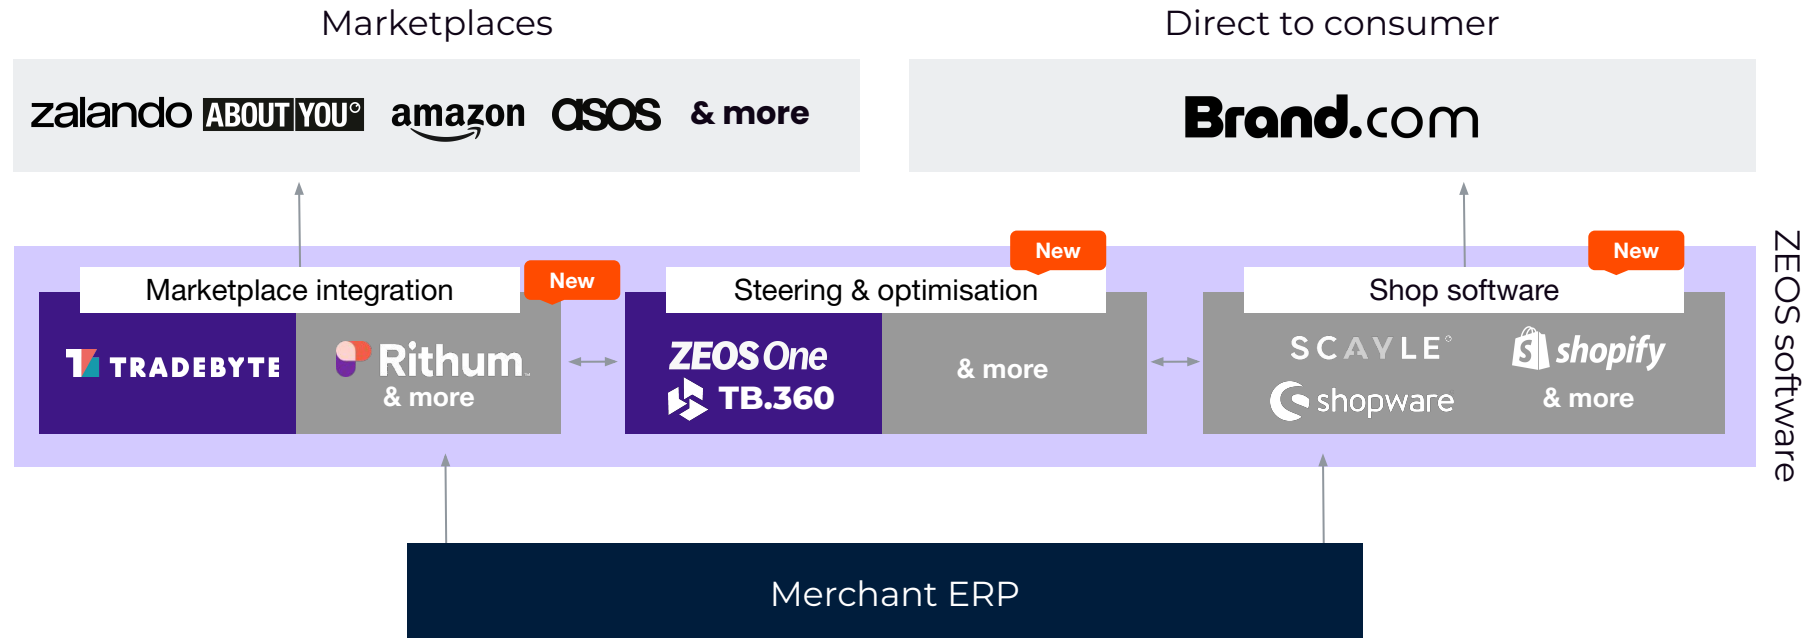 Marketplaces
Direct to consumer
zalando ABOUT YOU° amazon asos & more
Brand.com
New
New
New
Marketplace integration
Steering & optimisation
Shop software
TRADEBYTE
Rithum™
& more
ZEOS One
TB.360
& more
SCAYLE°
shopify
shopware
& more
ZEOS software
Merchant ERP